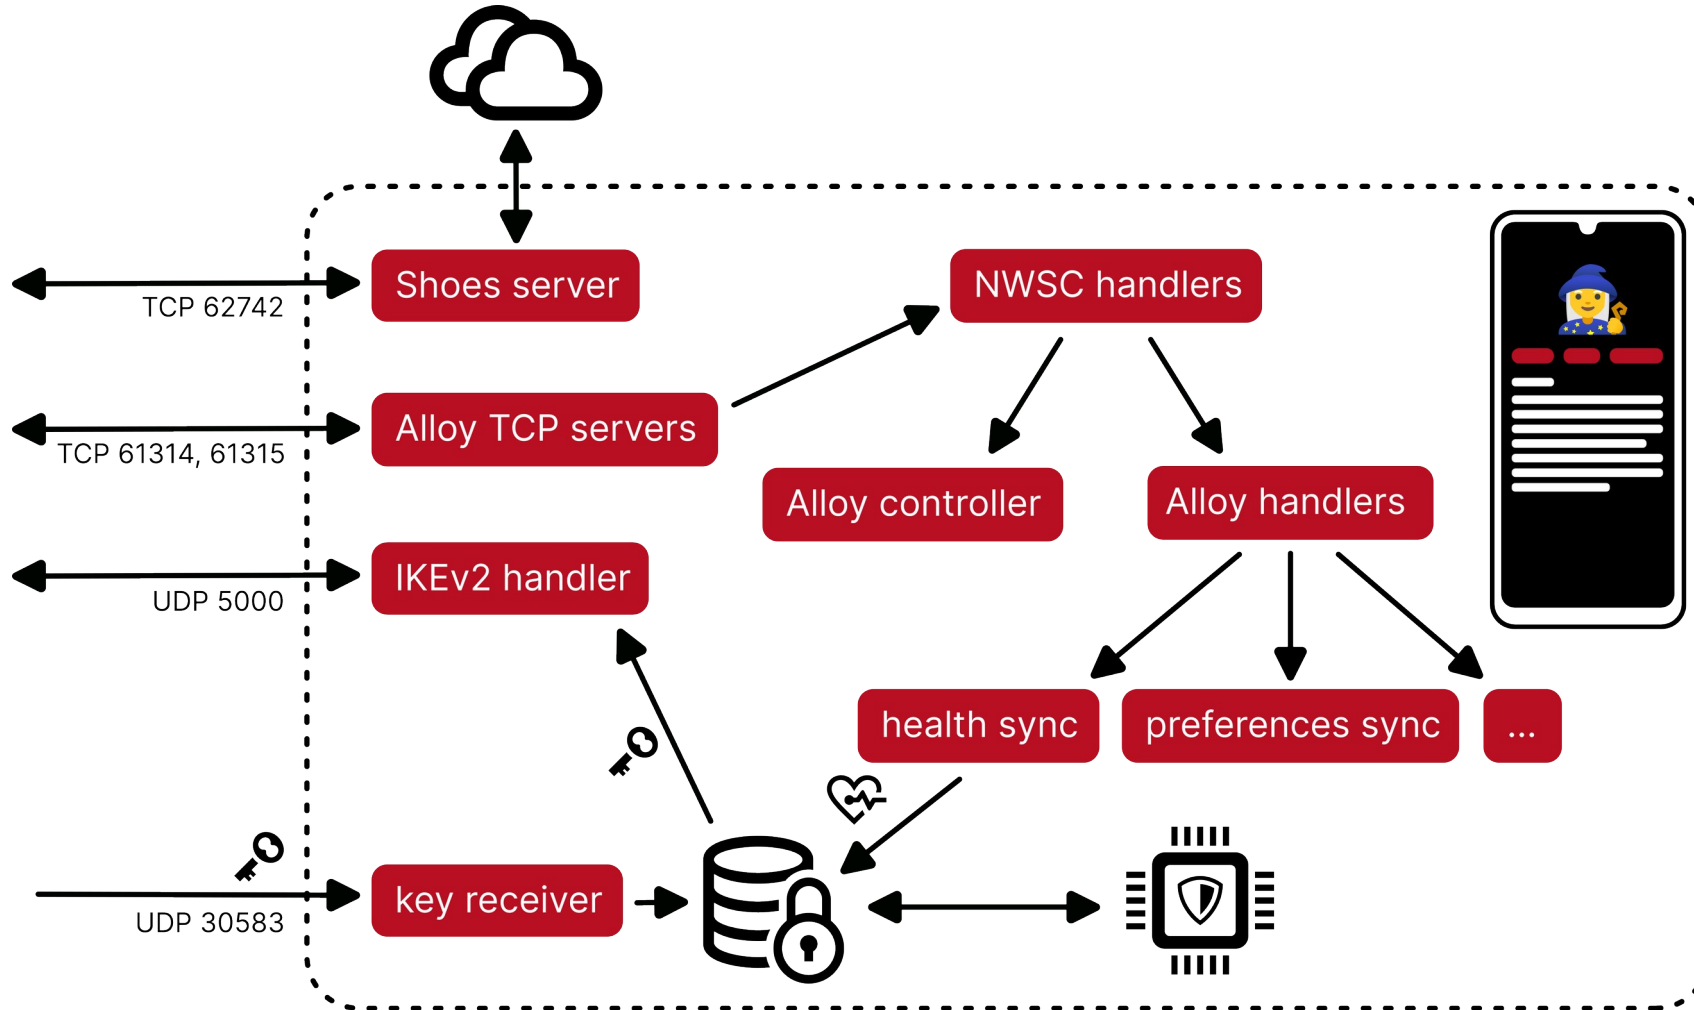 Shoes server
NWSC handlers
TCP 62742
Alloy TCP servers
TCP 61314, 61315
Alloy controller
Alloy handlers
IKEv2 handler
UDP 5000
health sync
preferences sync
...
key receiver
UDP 30583